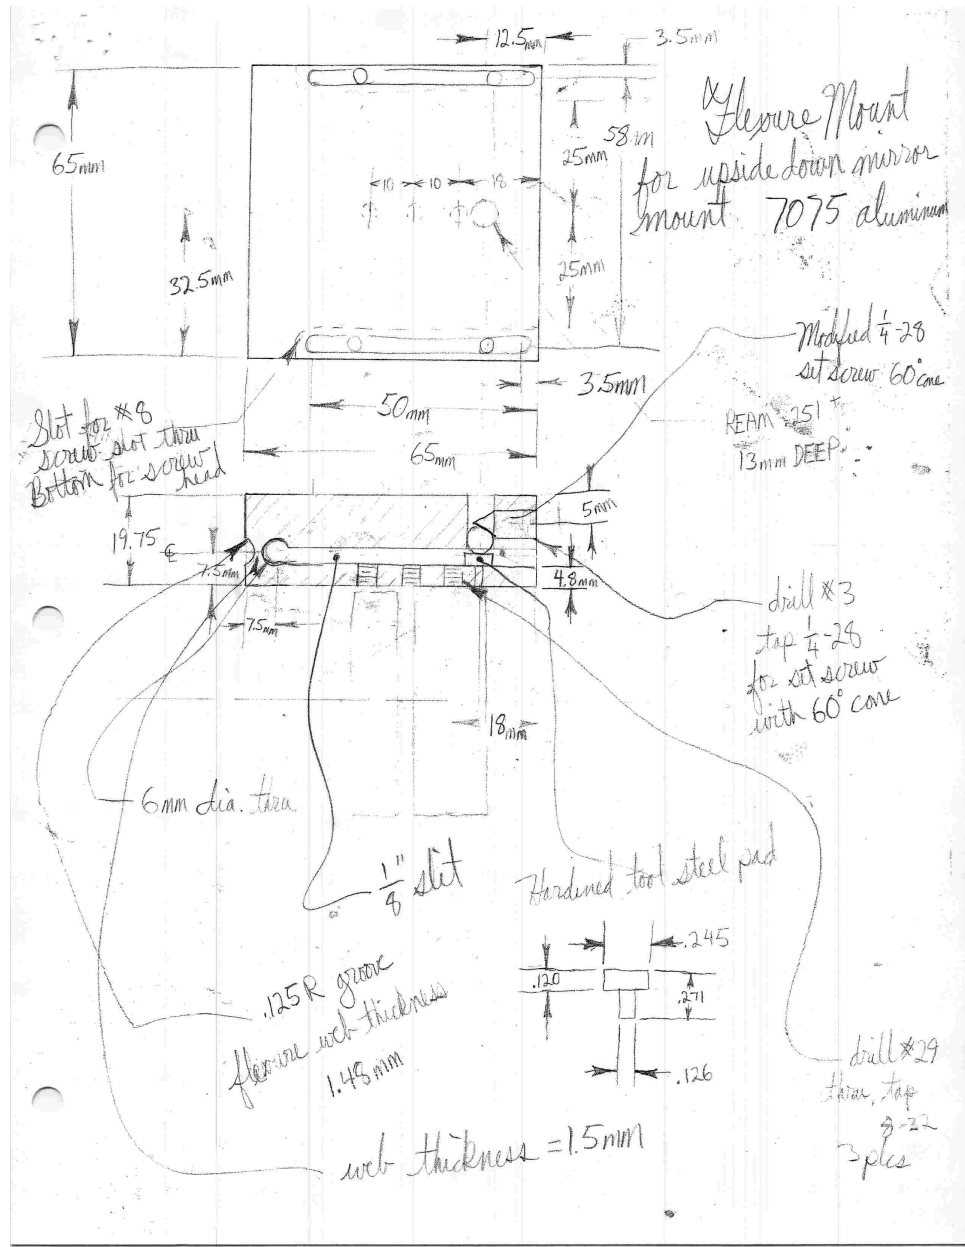 12.5mm
3.5mm
Flexure Mount
for upside down mirror
mount 7075 aluminum
65mm
58 m
25mm
10 10 18
32.5mm
25mm
Modified 1/4-28
set screw 60° cone
3.5mm
50mm
65mm
Slot for #8
screw slot thru
Bottom for screw
head
REAM .251
13mm DEEP
5mm
19.75
℄
7.5mm
4.8mm
7.5mm
drill #3
tap 1/4-28
for set screw
with 60° cone
18mm
6mm dia. thru
1/8" slit
Hardened tool steel pad
.245
.120
.271
.126
.125R groove
flexure web thickness
1.48mm
drill #29
thru, tap
8-32
3 plcs
web thickness = 1.5mm